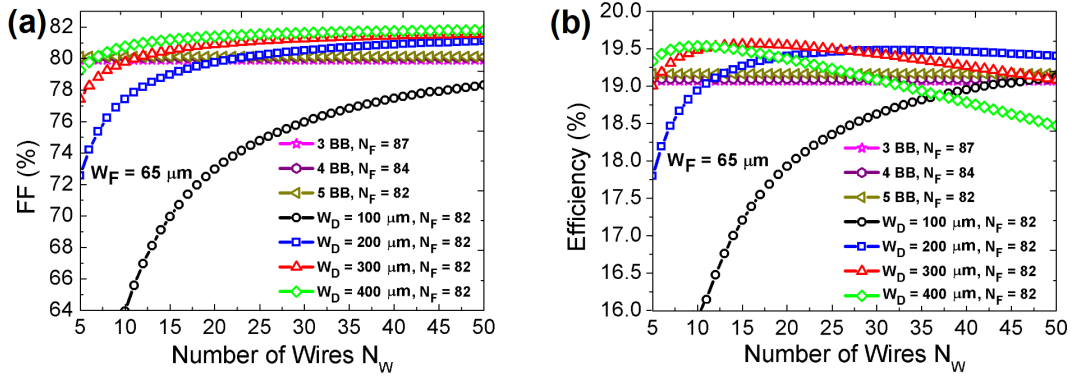 (a)
82
80
78
76
74
72
70
68
66
64
FF (%)
W_F = 65 μm
3 BB, N_F = 87
4 BB, N_F = 84
5 BB, N_F = 82
W_D = 100 μm, N_F = 82
W_D = 200 μm, N_F = 82
W_D = 300 μm, N_F = 82
W_D = 400 μm, N_F = 82
5 10 15 20 25 30 35 40 45 50
Number of Wires N_W
(b)
20.0
19.5
19.0
18.5
18.0
17.5
17.0
16.5
16.0
Efficiency (%)
W_F = 65 μm
3 BB, N_F = 87
4 BB, N_F = 84
5 BB, N_F = 82
W_D = 100 μm, N_F = 82
W_D = 200 μm, N_F = 82
W_D = 300 μm, N_F = 82
W_D = 400 μm, N_F = 82
5 10 15 20 25 30 35 40 45 50
Number of Wires N_W